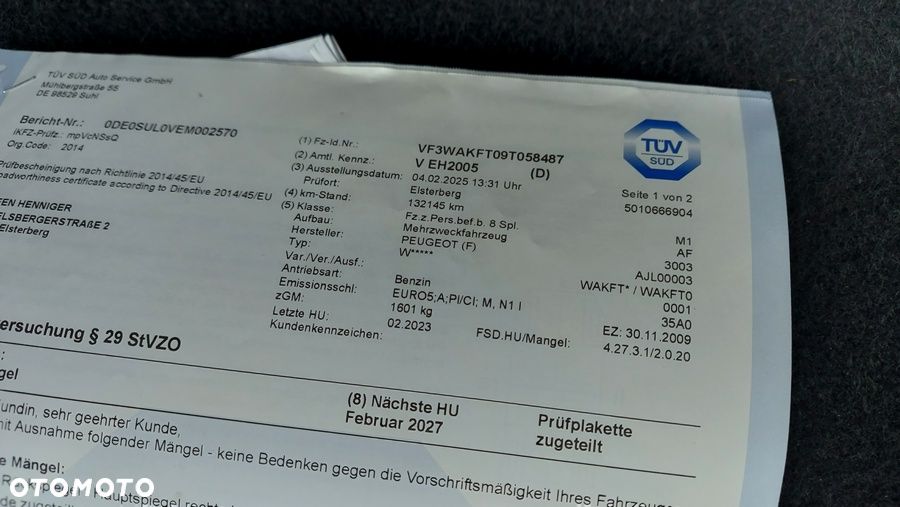 TÜV SÜD Auto Service GmbH
Mühlbergstraße 55
DE 98529 Suhl
TÜV
SÜD
Seite 1 von 2
5010666904
Bericht-Nr.: 0DE0SUL0VEM002570
IKFZ-Prüfz.: mpVcNSsQ
Org.Code: 2014
Prüfbescheinigung nach Richtlinie 2014/45/EU
oadworthiness certificate according to Directive 2014/45/EU
EN HENNIGER
ELSBERGERSTRAßE 2
Elsterberg
(1) Fz-Id.Nr.: VF3WAKFT09T058487
(2) Amtl. Kennz.: V EH2005 (D)
(3) Ausstellungsdatum: 04.02.2025 13:31 Uhr
Prüfort: Elsterberg
(4) km-Stand: 132145 km
(5) Klasse: Fz.z.Pers.bef.b. 8 Spl. M1
Aufbau: Mehrzweckfahrzeug AF
Hersteller: PEUGEOT (F) 3003
Typ: W***** AJL00003
Var./Ver./Ausf.: WAKFT* / WAKFT0
Antriebsart: Benzin 0001
Emissionsschl: EURO5;A;PI/CI; M, N1 I 35A0
zGM: 1601 kg EZ: 30.11.2009
Letzte HU: 02.2023 FSD.HU/Mängel: 4.27.3.1/2.0.20
Kundenkennzeichen:
ersuchung § 29 StVZO
gel
(8) Nächste HU
Februar 2027
Prüfplakette
zugeteilt
undin, sehr geehrter Kunde,
mit Ausnahme folgender Mängel - keine Bedenken gegen die Vorschriftsmäßigkeit Ihres Fahrzeuge
e Mängel:
OTOMOTO